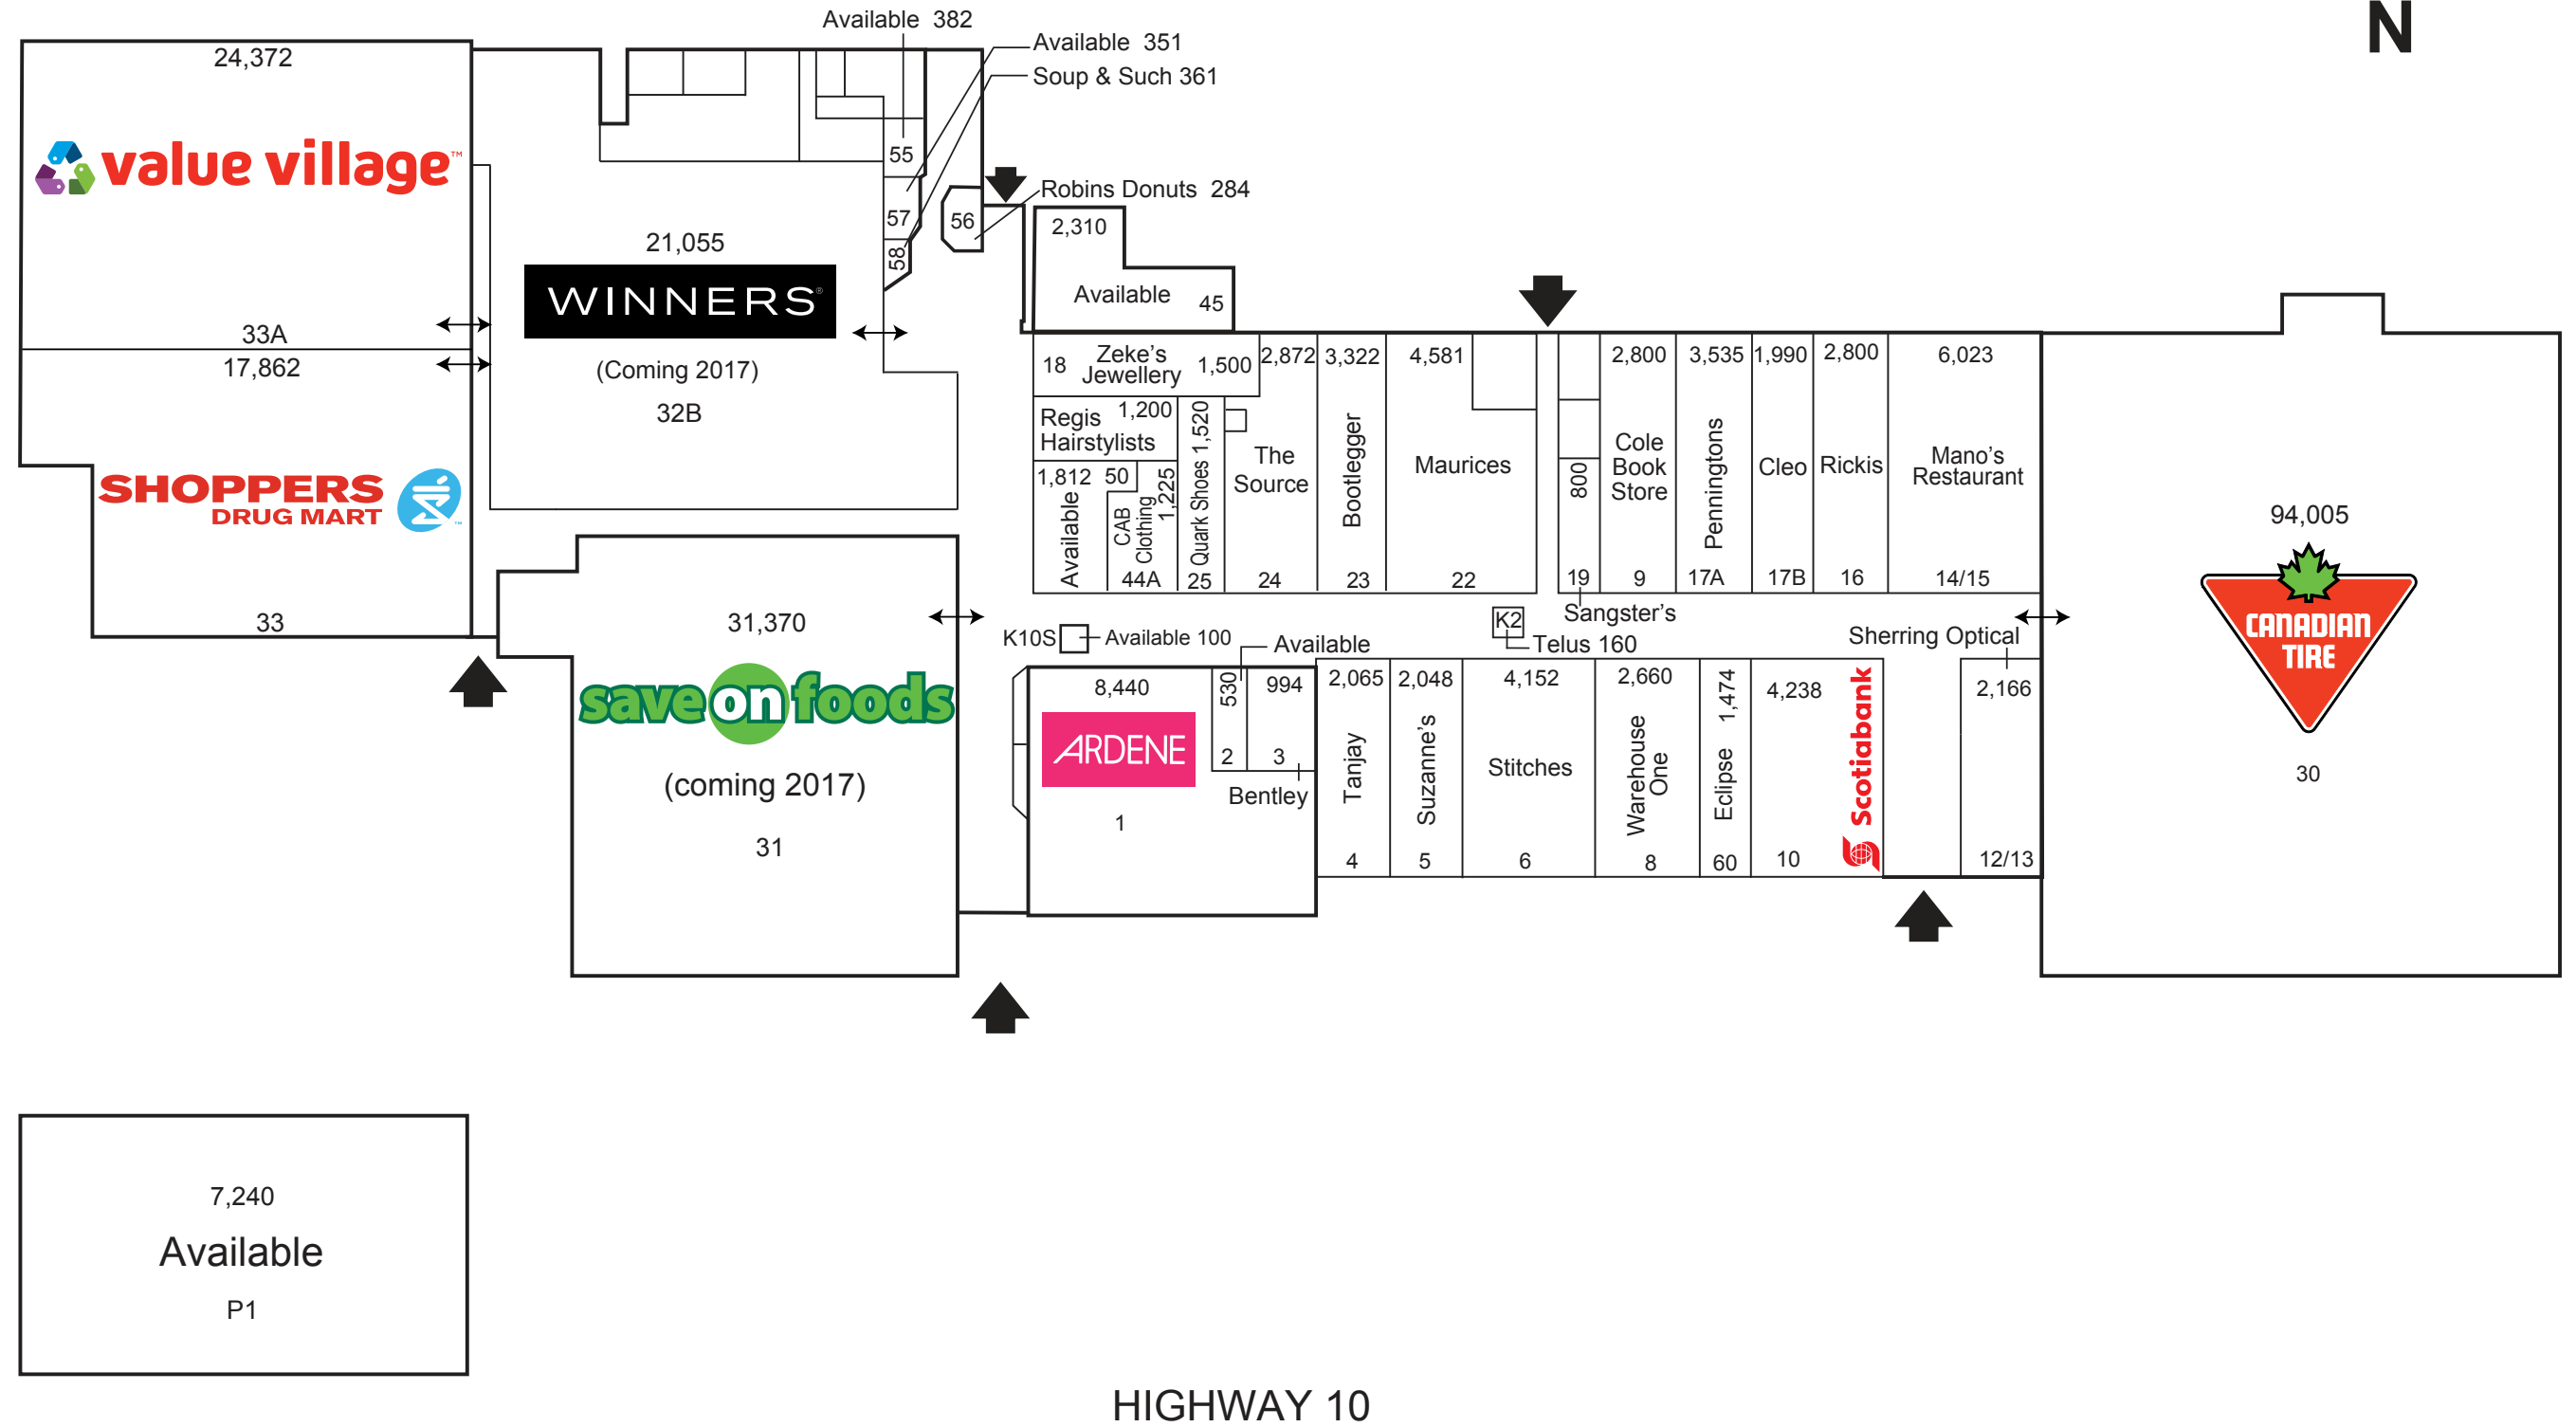 N
Available 382
Available 351
Soup & Such 361
24,372
value village™
33A
17,862
SHOPPERS
DRUG MART
33
21,055
WINNERS®
(Coming 2017)
32B
55
57
58
56
Robins Donuts 284
2,310
Available 45
18 Zeke's
Jewellery 1,500
Regis 1,200
Hairstylists
1,812
Available
50
CAB
Clothing
1,225
44A
Quark Shoes 1,520
25
2,872
The
Source
24
3,322
Bootlegger
23
4,581
Maurices
22
800
19
Sangster's
2,800
Cole
Book
Store
9
3,535
Penningtons
17A
1,990
Cleo
17B
2,800
Rickis
16
6,023
Mano's
Restaurant
14/15
94,005
CANADIAN
TIRE
30
31,370
save on foods
(coming 2017)
31
K10S Available 100
K2
Telus 160
Available
Sherring Optical
8,440
ARDENE
1
530
2
994
3
Bentley
2,065
Tanjay
4
2,048
Suzanne's
5
4,152
Stitches
6
2,660
Warehouse
One
8
1,474
Eclipse
60
4,238
Scotiabank
10
2,166
12/13
7,240
Available
P1
HIGHWAY 10